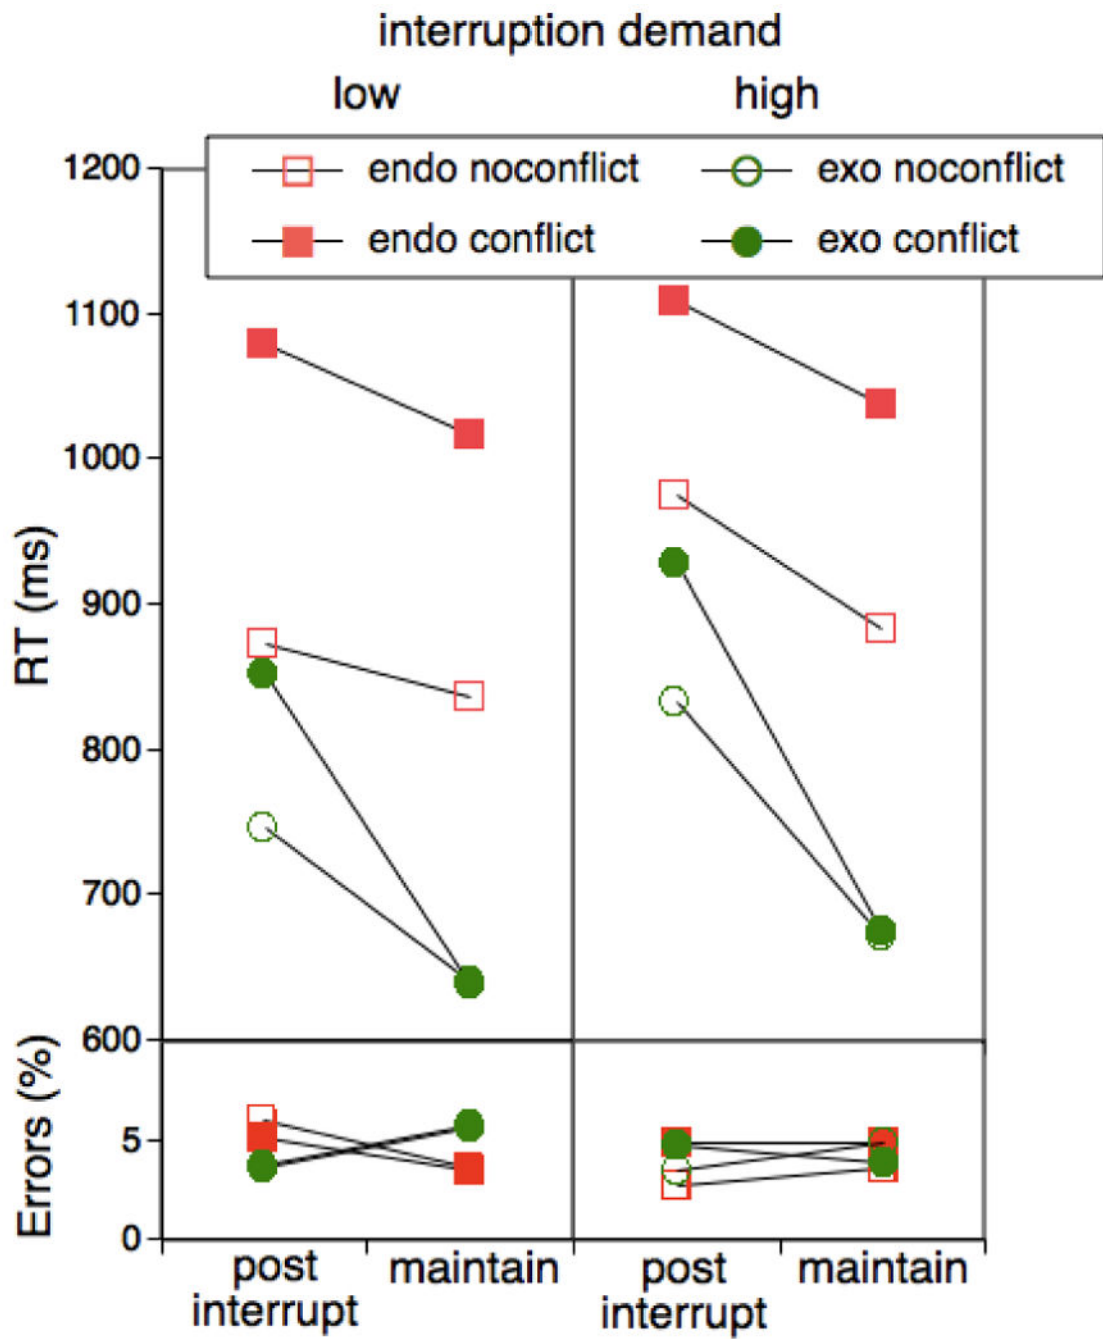 interruption demand
low high
endo noconflict exo noconflict
endo conflict exo conflict
1200
1100
1000
900
800
700
600
5
0
RT (ms)
Errors (%)
post interrupt maintain post interrupt maintain